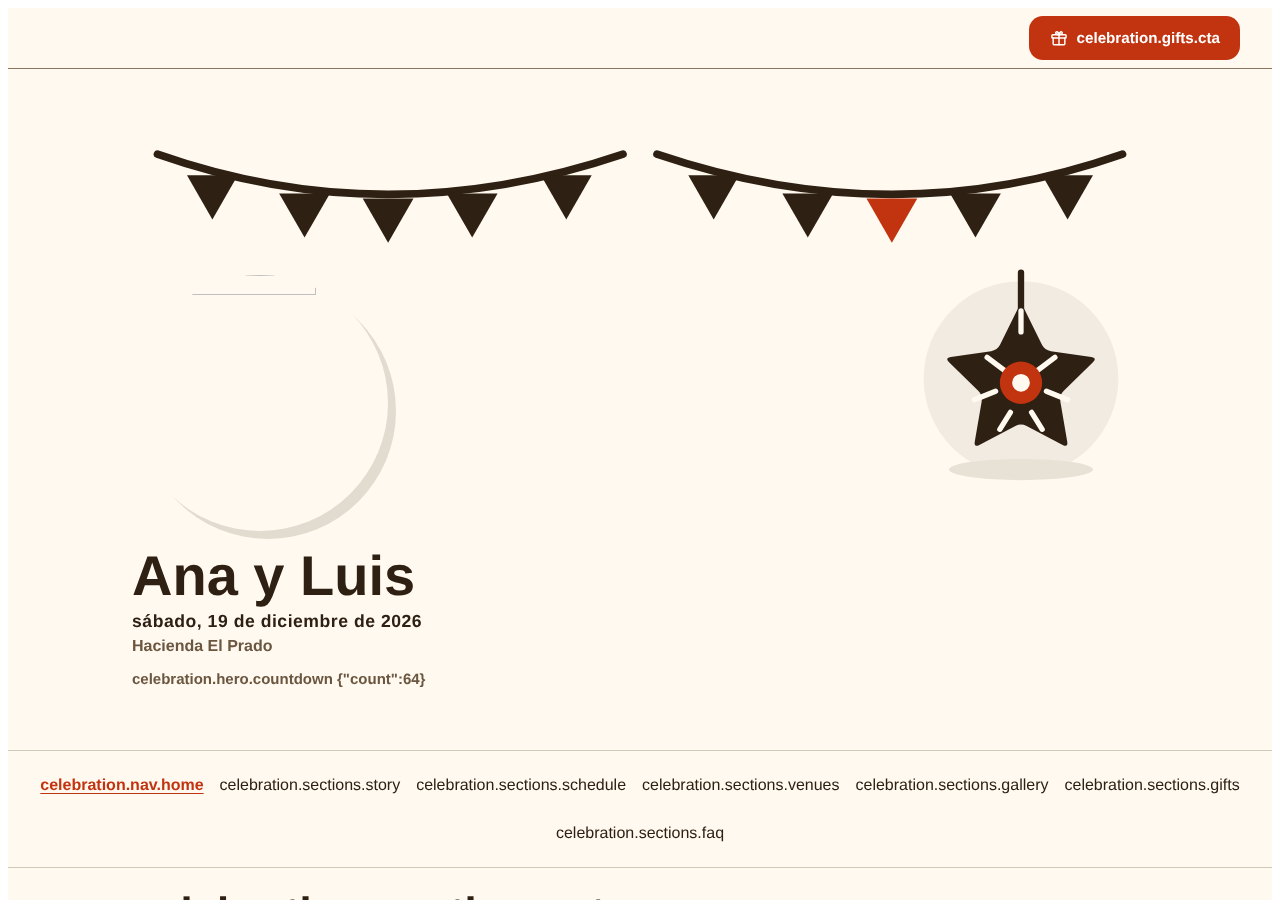 celebration.gifts.cta
Ana y Luis
sábado, 19 de diciembre de 2026
Hacienda El Prado
celebration.hero.countdown {"count":64}
celebration.nav.home celebration.sections.story celebration.sections.schedule celebration.sections.venues celebration.sections.gallery celebration.sections.gifts
celebration.sections.faq